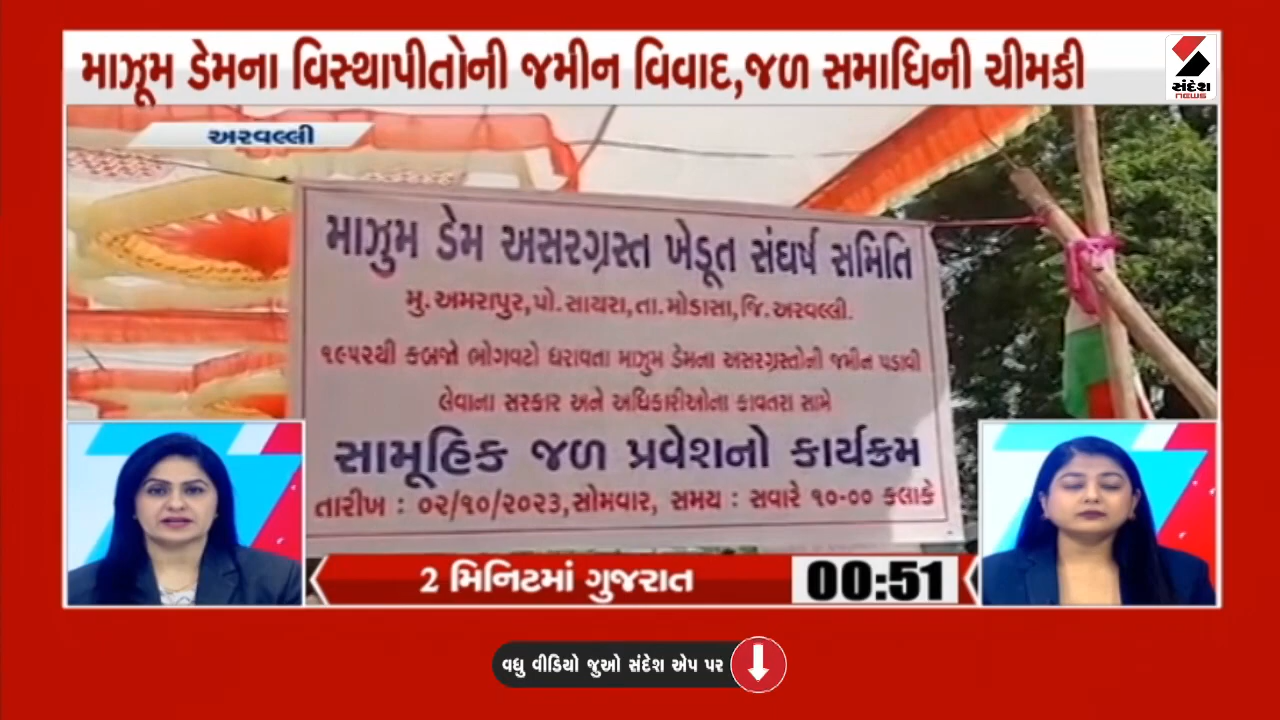 માઝૂમ ડેમના વિસ્થાપીતોની જમીન વિવાદ,જળ સમાધિની ચીમકી
સંદેશ
NEWS
અરવલ્લી
માઝુમ ડેમ અસરગ્રસ્ત ખેડૂત સંઘર્ષ સમિતિ
મુ.અમરાપુર,પો.સાયરા,તા.મોડાસા,જિ.અરવલ્લી.
૧૯૫૨થી કબજો ભોગવટો ધરાવતા માઝુમ ડેમના અસરગ્રસ્તોની જમીન પડાવી
લેવાના સરકાર અને અધિકારીઓના કાવતરા સામે
સામૂહિક જળ પ્રવેશનો કાર્યક્રમ
તારીખ : ૦૨/૧૦/૨૦૨૩,સોમવાર, સમય : સવારે ૧૦-૦૦ કલાકે
2 મિનિટમાં ગુજરાત
00:51
વધુ વીડિયો જુઓ સંદેશ એપ પર